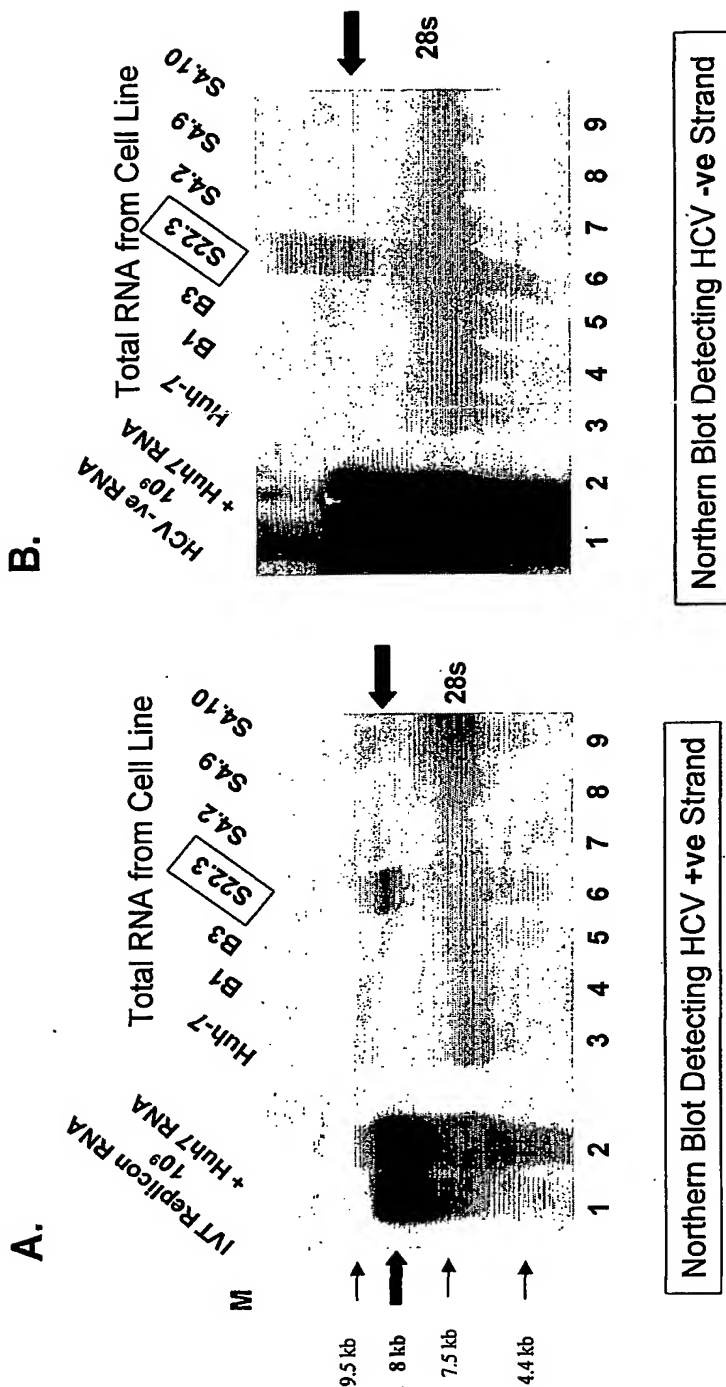 A.
M
IVT Replicon RNA
10⁹
+ Huh7 RNA
Total RNA from Cell Line
Huh-7
B1
B3
S22.3
S4.2
S4.9
S4.10
9.5 kb
8 kb
7.5 kb
4.4 kb
28s
1 2 3 4 5 6 7 8 9
Northern Blot Detecting HCV +ve Strand
B.
HCV -ve RNA
10⁹
+ Huh7 RNA
Total RNA from Cell Line
Huh-7
B1
B3
S22.3
S4.2
S4.9
S4.10
28s
1 2 3 4 5 6 7 8 9
Northern Blot Detecting HCV -ve Strand